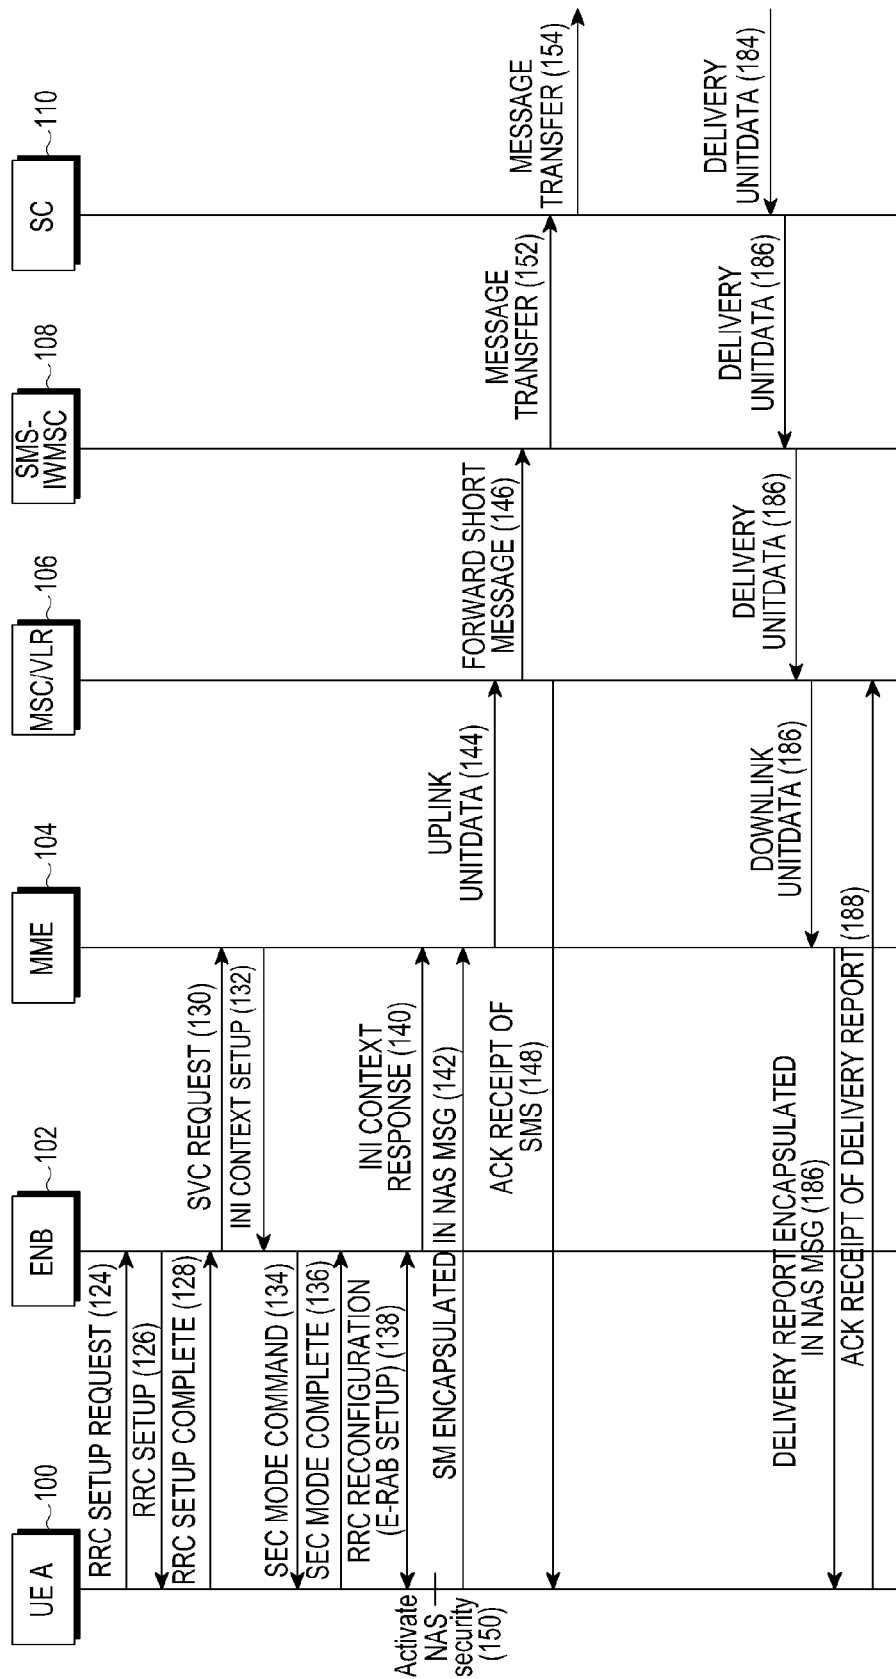 UE A
100
ENB
102
MME
104
MSC/VLR
106
SMS-
IWMSC
108
SC
110
RRC SETUP REQUEST (124)
RRC SETUP (126)
RRC SETUP COMPLETE (128)
SVC REQUEST (130)
INI CONTEXT SETUP (132)
SEC MODE COMMAND (134)
SEC MODE COMPLETE (136)
RRC RECONFIGURATION
(E-RAB SETUP) (138)
INI CONTEXT
RESPONSE (140)
Activate
NAS
security
(150)
SM ENCAPSULATED IN NAS MSG (142)
UPLINK
UNITDATA (144)
FORWARD SHORT
MESSAGE (146)
ACK RECEIPT OF
SMS (148)
MESSAGE
TRANSFER (152)
MESSAGE
TRANSFER (154)
DELIVERY
UNITDATA (184)
DELIVERY
UNITDATA (186)
DELIVERY
UNITDATA (186)
DOWNLINK
UNITDATA (186)
DELIVERY REPORT ENCAPSULATED
IN NAS MSG (186)
ACK RECEIPT OF DELIVERY REPORT (188)